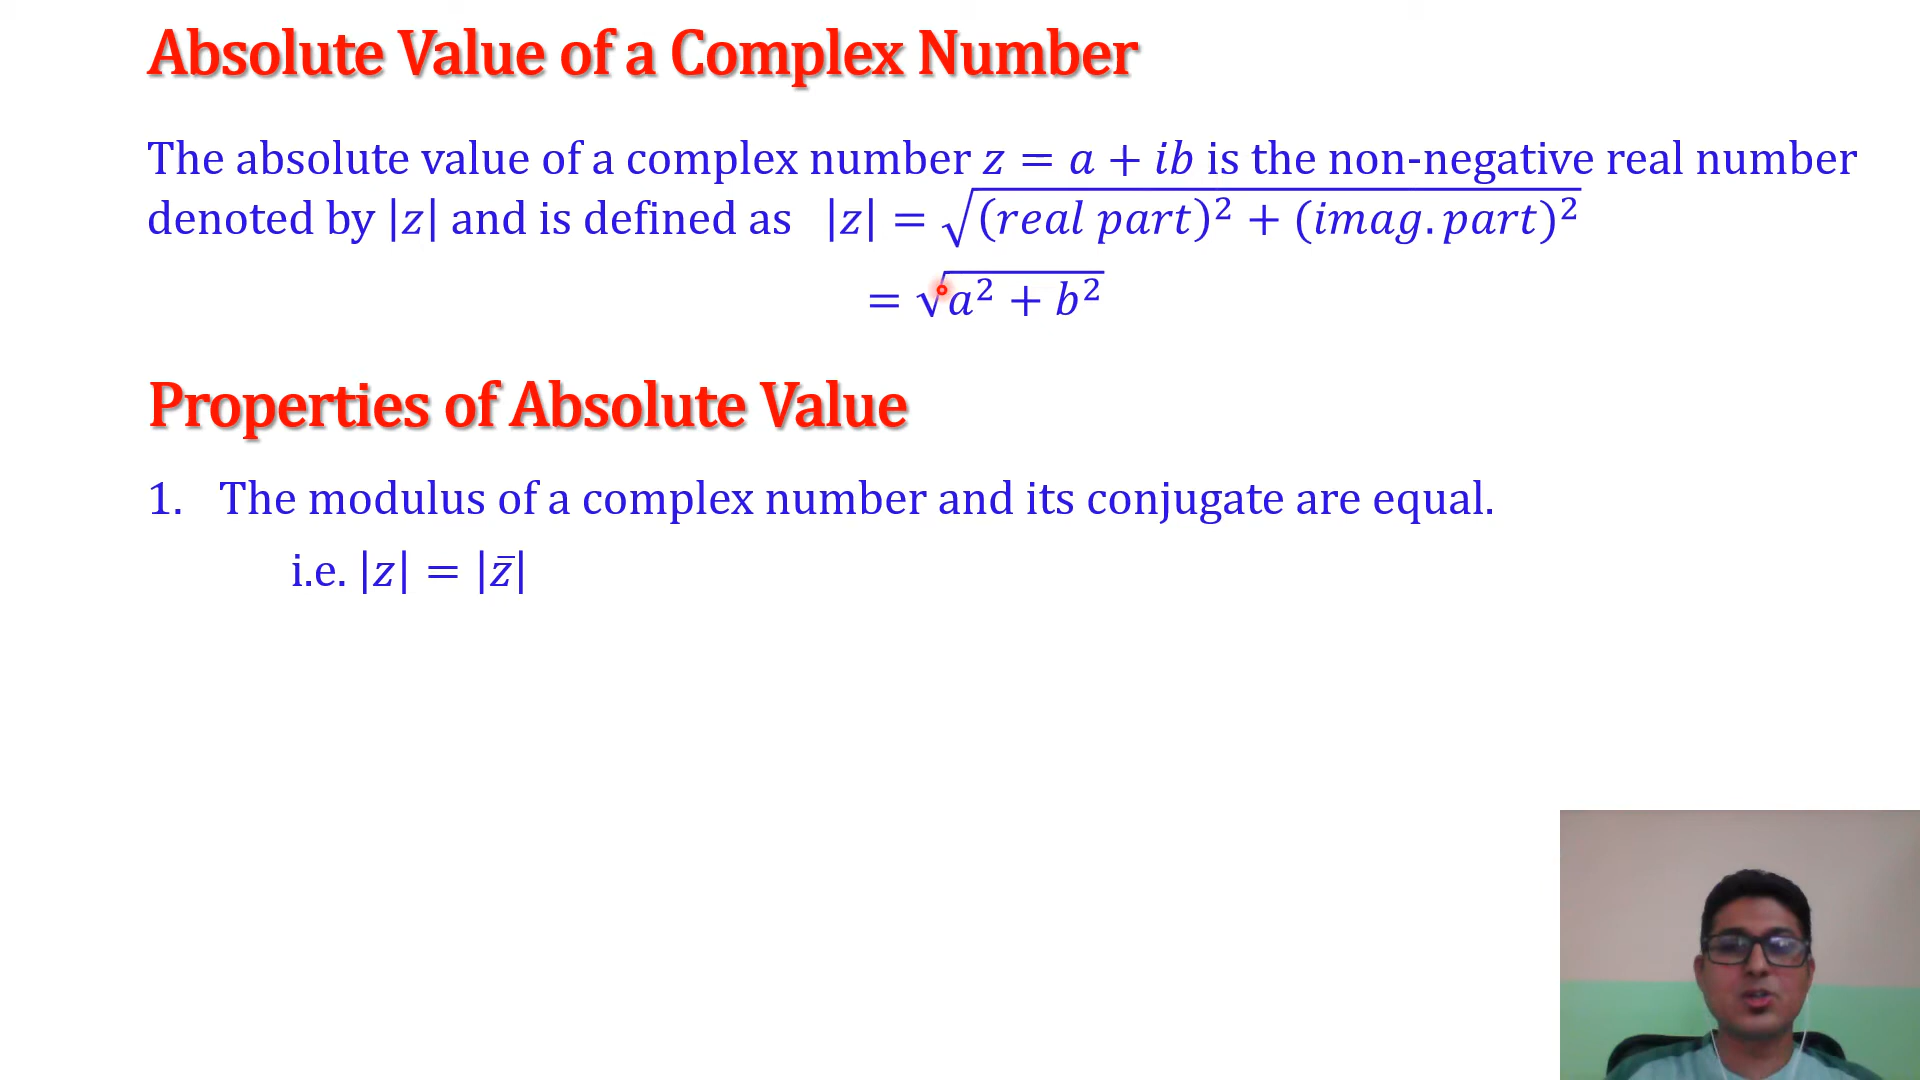 Absolute Value of a Complex Number
The absolute value of a complex number z = a + ib is the non-negative real number
denoted by |z| and is defined as |z| = √(real part)² + (imag. part)²
= √a² + b²
Properties of Absolute Value
1. The modulus of a complex number and its conjugate are equal.
i.e. |z| = |z̄|